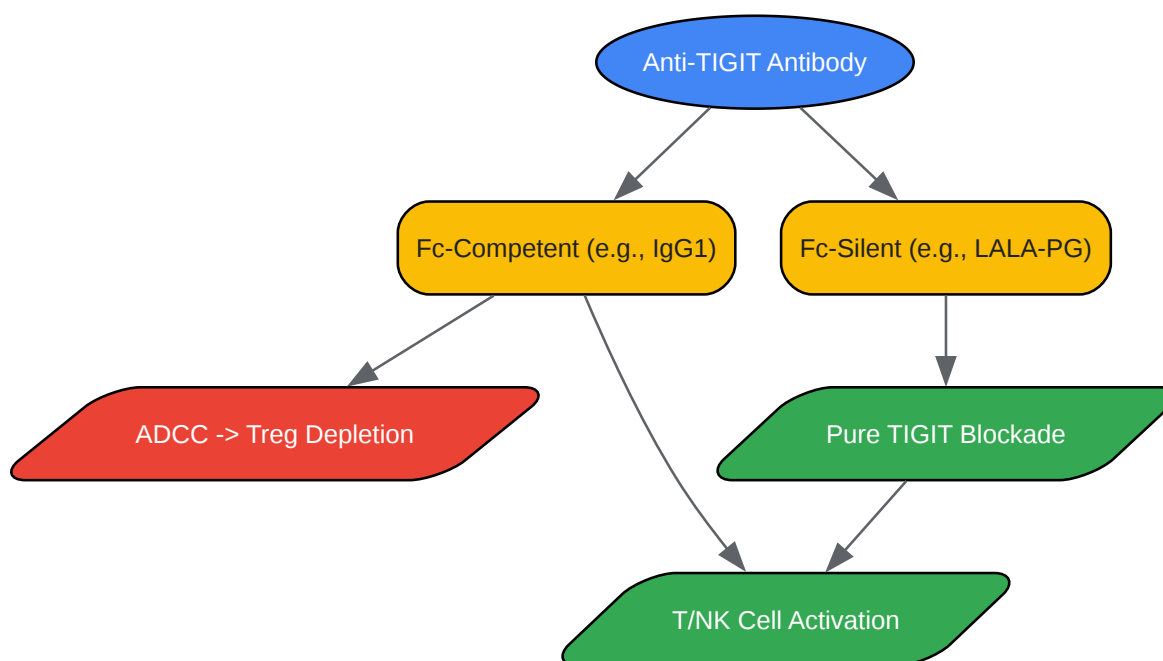 Anti-TIGIT Antibody
Fc-Competent (e.g., IgG1)
Fc-Silent (e.g., LALA-PG)
ADCC -> Treg Depletion
Pure TIGIT Blockade
T/NK Cell Activation